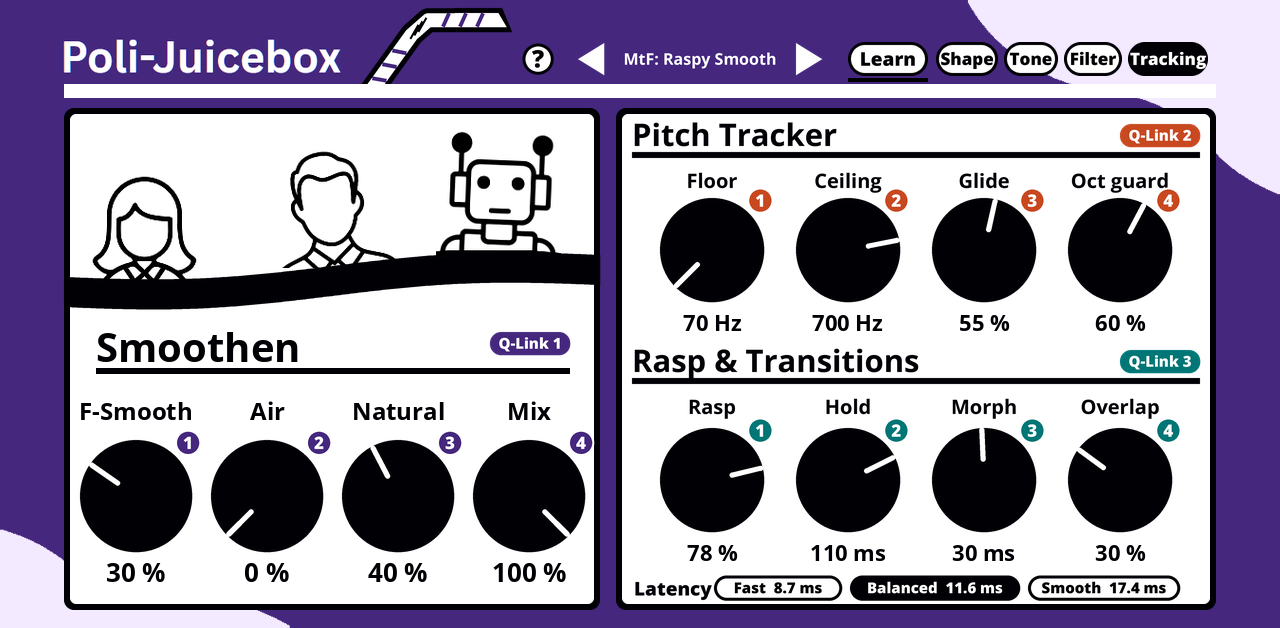 Poli-Juicebox
?
MtF: Raspy Smooth
Learn
Shape
Tone
Filter
Tracking
Smoothen
Q-Link 1
F-Smooth
Air
Natural
Mix
1
2
3
4
30 %
0 %
40 %
100 %
Pitch Tracker
Q-Link 2
Floor
Ceiling
Glide
Oct guard
1
2
3
4
70 Hz
700 Hz
55 %
60 %
Rasp & Transitions
Q-Link 3
Rasp
Hold
Morph
Overlap
1
2
3
4
78 %
110 ms
30 ms
30 %
Latency
Fast 8.7 ms
Balanced 11.6 ms
Smooth 17.4 ms